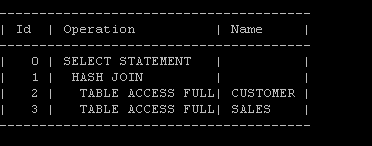 -------------------------------------------
| Id  | Operation          | Name     |
-------------------------------------------
|   0 | SELECT STATEMENT   |          |
|   1 |  HASH JOIN         |          |
|   2 |   TABLE ACCESS FULL| CUSTOMER |
|   3 |   TABLE ACCESS FULL| SALES    |
-------------------------------------------